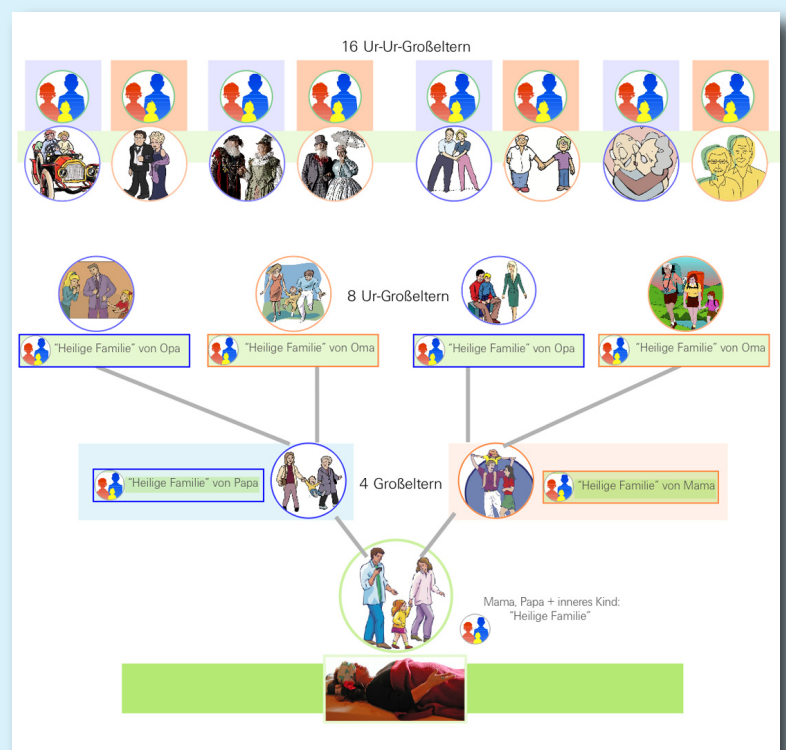 16 Ur-Ur-Großeltern
8 Ur-Großeltern
"Heilige Familie" von Opa
"Heilige Familie" von Oma
"Heilige Familie" von Opa
"Heilige Familie" von Oma
"Heilige Familie" von Papa
4 Großeltern
"Heilige Familie" von Mama
Mama, Papa + inneres Kind:
"Heilige Familie"